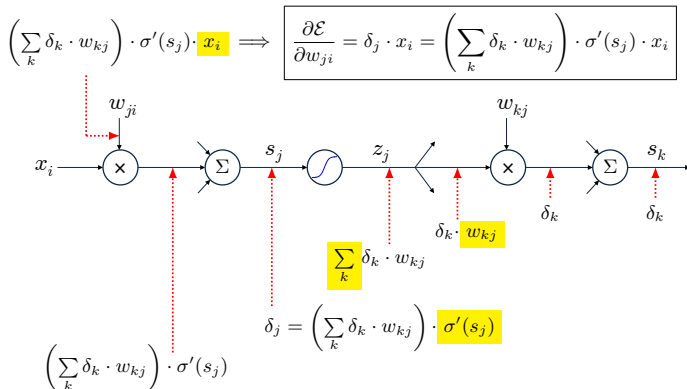 (∑_k δ_k · w_kj) · σ′(s_j) · x_i ⟹ ∂ℰ/∂w_ji = δ_j · x_i = (∑_k δ_k · w_kj) · σ′(s_j) · x_i
w_ji w_kj
x_i × Σ s_j z_j × Σ s_k
δ_k · w_kj δ_k δ_k
∑_k δ_k · w_kj
δ_j = (∑_k δ_k · w_kj) · σ′(s_j)
(∑_k δ_k · w_kj) · σ′(s_j)